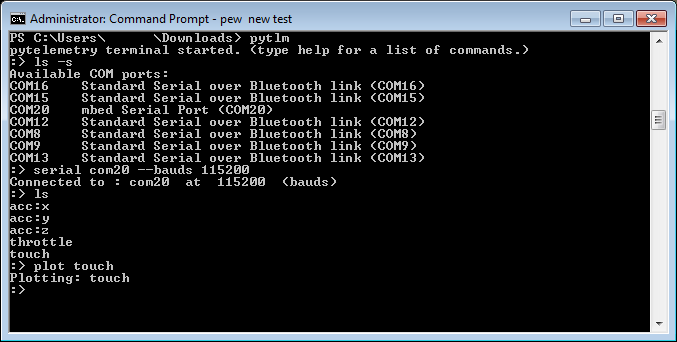 Administrator: Command Prompt - pew  new test
PS C:\Users\      \Downloads> pytlm
pytelemetry terminal started. (type help for a list of commands.)
:> ls -s
Available COM ports:
COM16    Standard Serial over Bluetooth link (COM16)
COM15    Standard Serial over Bluetooth link (COM15)
COM20    mbed Serial Port (COM20)
COM12    Standard Serial over Bluetooth link (COM12)
COM8     Standard Serial over Bluetooth link (COM8)
COM9     Standard Serial over Bluetooth link (COM9)
COM13    Standard Serial over Bluetooth link (COM13)
:> serial com20 --bauds 115200
Connected to : com20  at  115200  (bauds)
:> ls
acc:x
acc:y
acc:z
throttle
touch
:> plot touch
Plotting: touch
:>